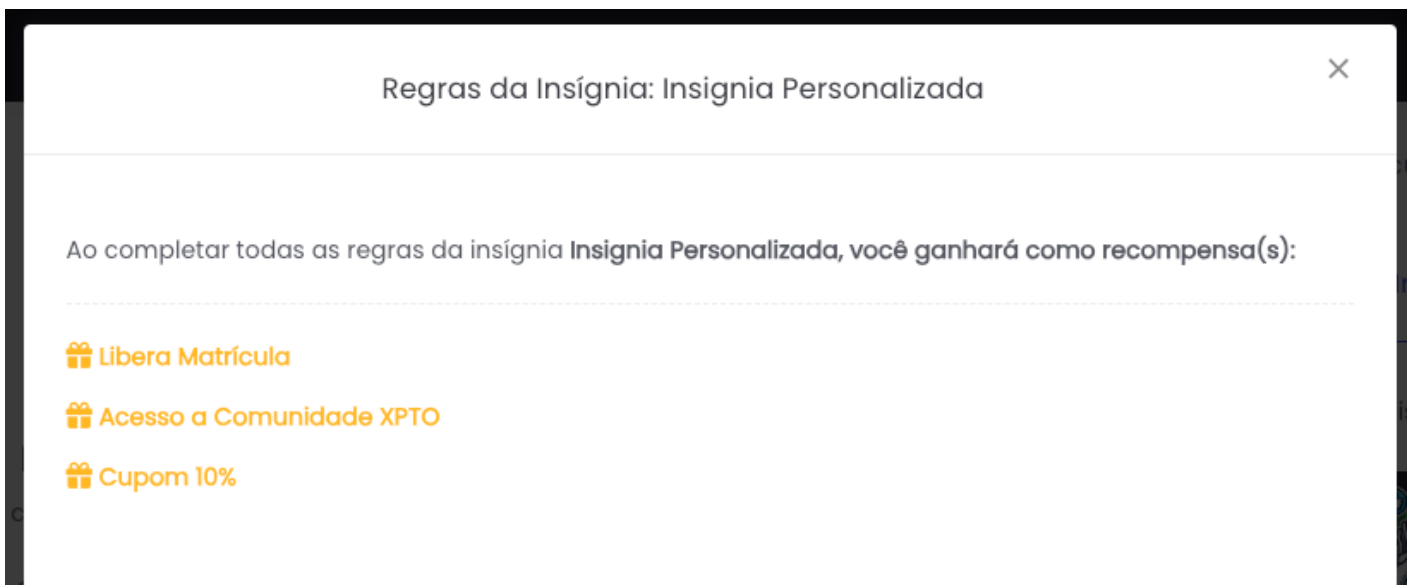 Regras da Insígnia: Insignia Personalizada
Ao completar todas as regras da insígnia Insignia Personalizada, você ganhará como recompensa(s):
Libera Matrícula
Acesso a Comunidade XPTO
Cupom 10%